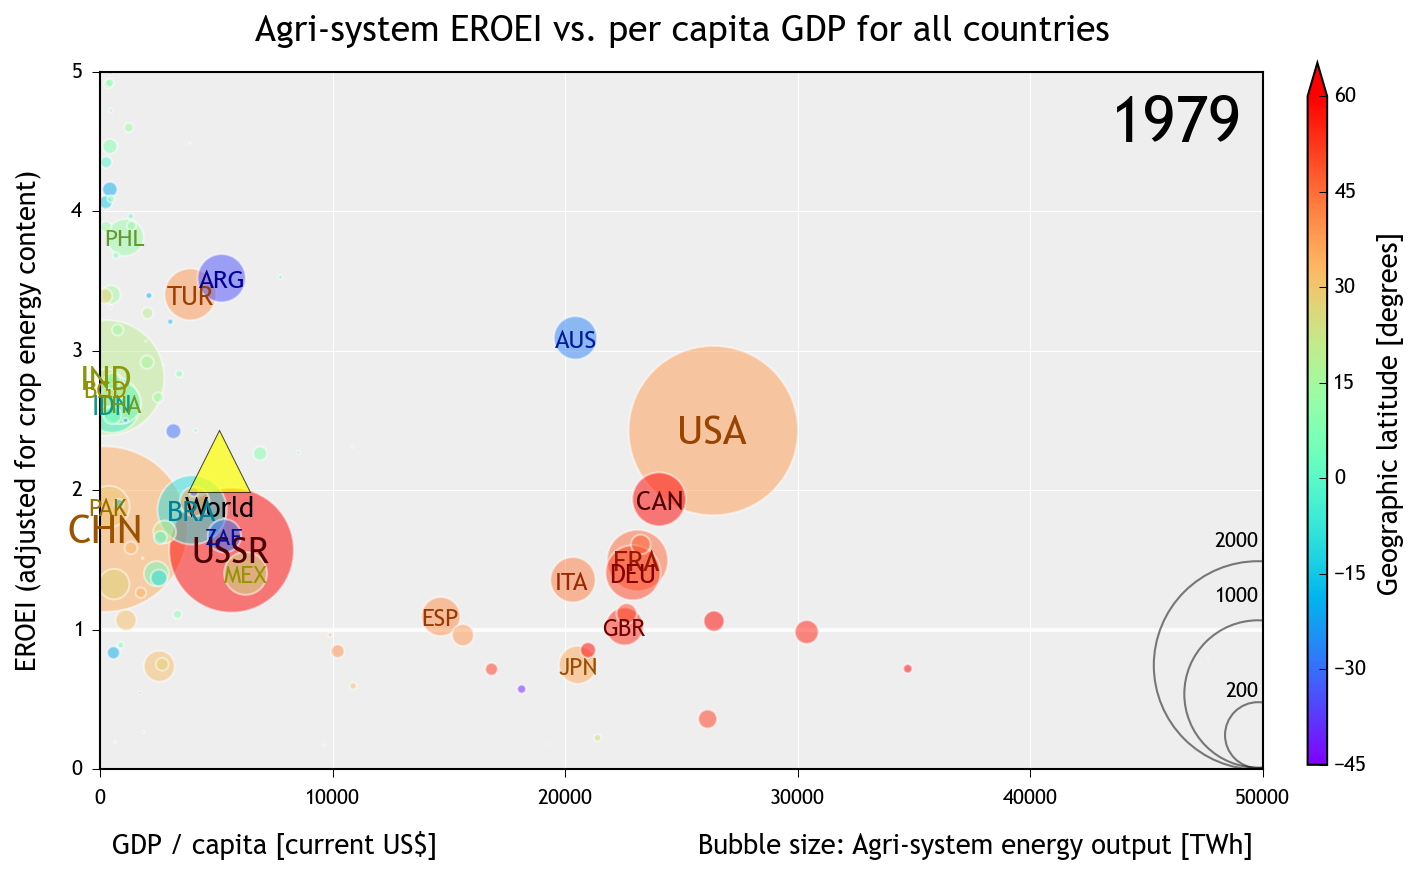 Agri-system EROEI vs. per capita GDP for all countries
1979
EROEI (adjusted for crop energy content)
5
4
3
2
1
0
PHL
ARG
TUR
AUS
IND
BGD
IDN
THA
USA
CAN
PAK
BRA
World
CHN
ZAF
USSR
MEX
FRA
DEU
ITA
ESP
GBR
JPN
2000
1000
200
0
10000
20000
30000
40000
50000
GDP / capita [current US$]
Bubble size: Agri-system energy output [TWh]
60
45
30
15
0
−15
−30
−45
Geographic latitude [degrees]